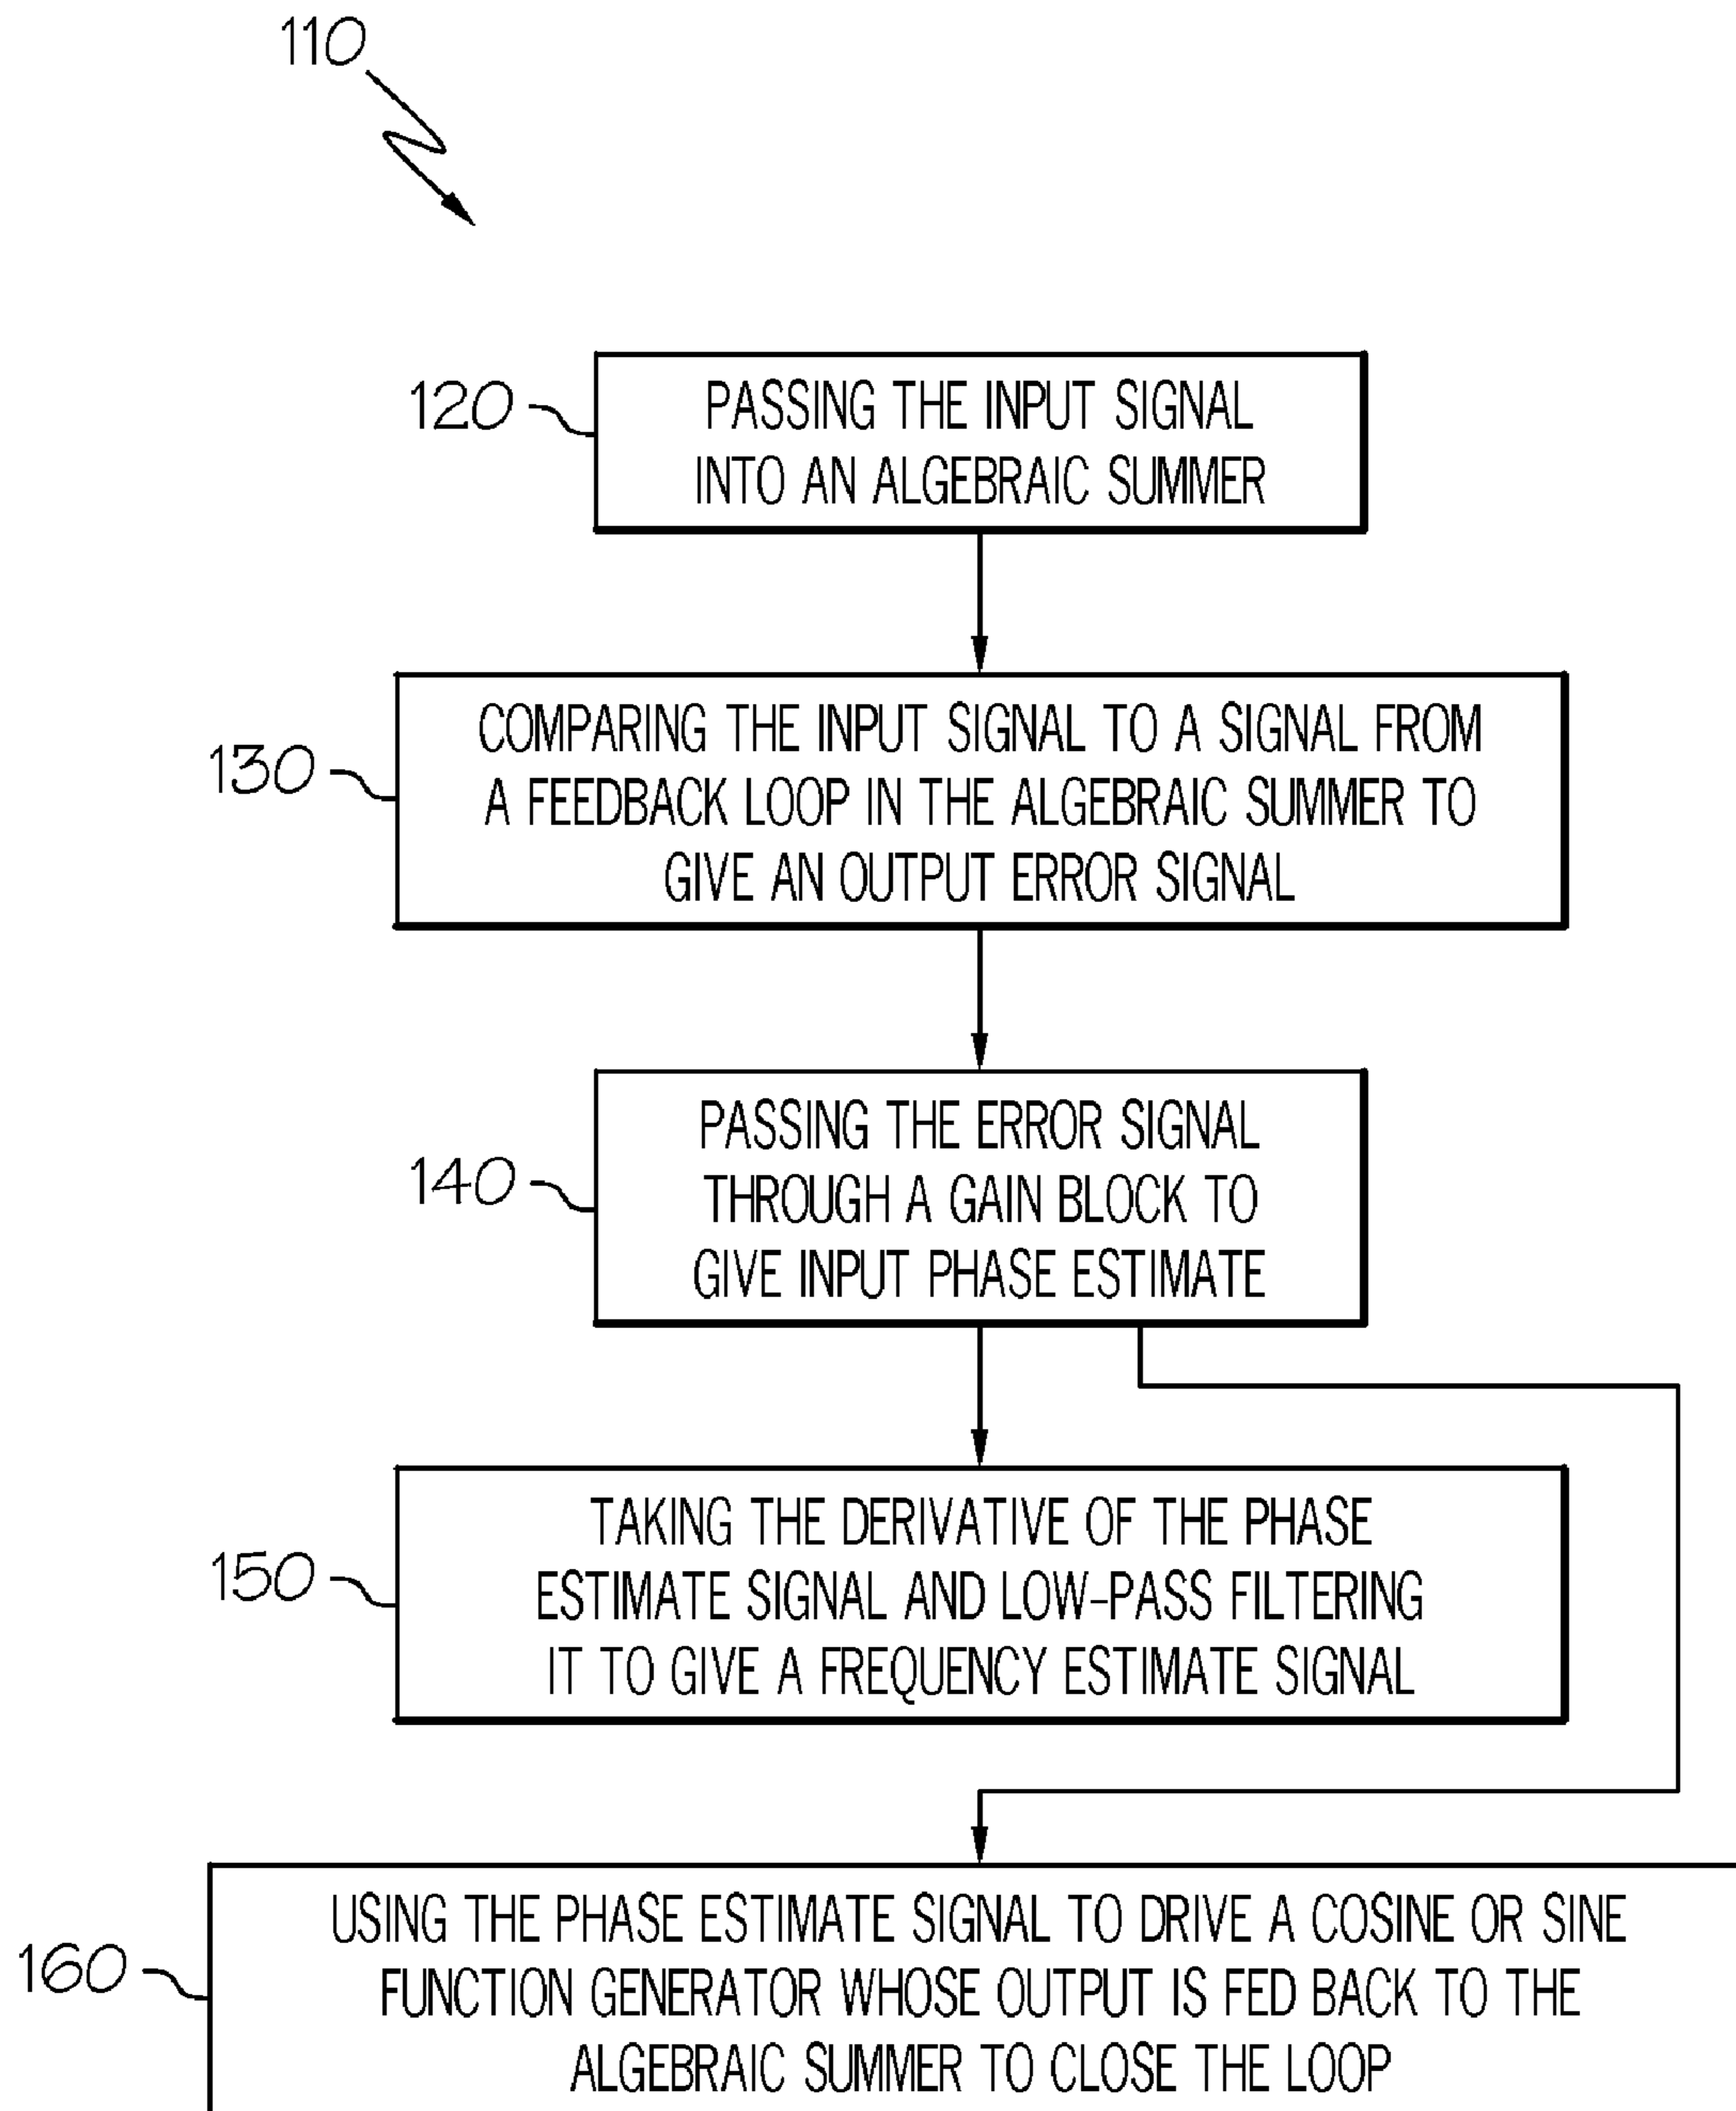 110
120
PASSING THE INPUT SIGNAL
INTO AN ALGEBRAIC SUMMER
130
COMPARING THE INPUT SIGNAL TO A SIGNAL FROM
A FEEDBACK LOOP IN THE ALGEBRAIC SUMMER TO
GIVE AN OUTPUT ERROR SIGNAL
140
PASSING THE ERROR SIGNAL
THROUGH A GAIN BLOCK TO
GIVE INPUT PHASE ESTIMATE
150
TAKING THE DERIVATIVE OF THE PHASE
ESTIMATE SIGNAL AND LOW-PASS FILTERING
IT TO GIVE A FREQUENCY ESTIMATE SIGNAL
160
USING THE PHASE ESTIMATE SIGNAL TO DRIVE A COSINE OR SINE
FUNCTION GENERATOR WHOSE OUTPUT IS FED BACK TO THE
ALGEBRAIC SUMMER TO CLOSE THE LOOP